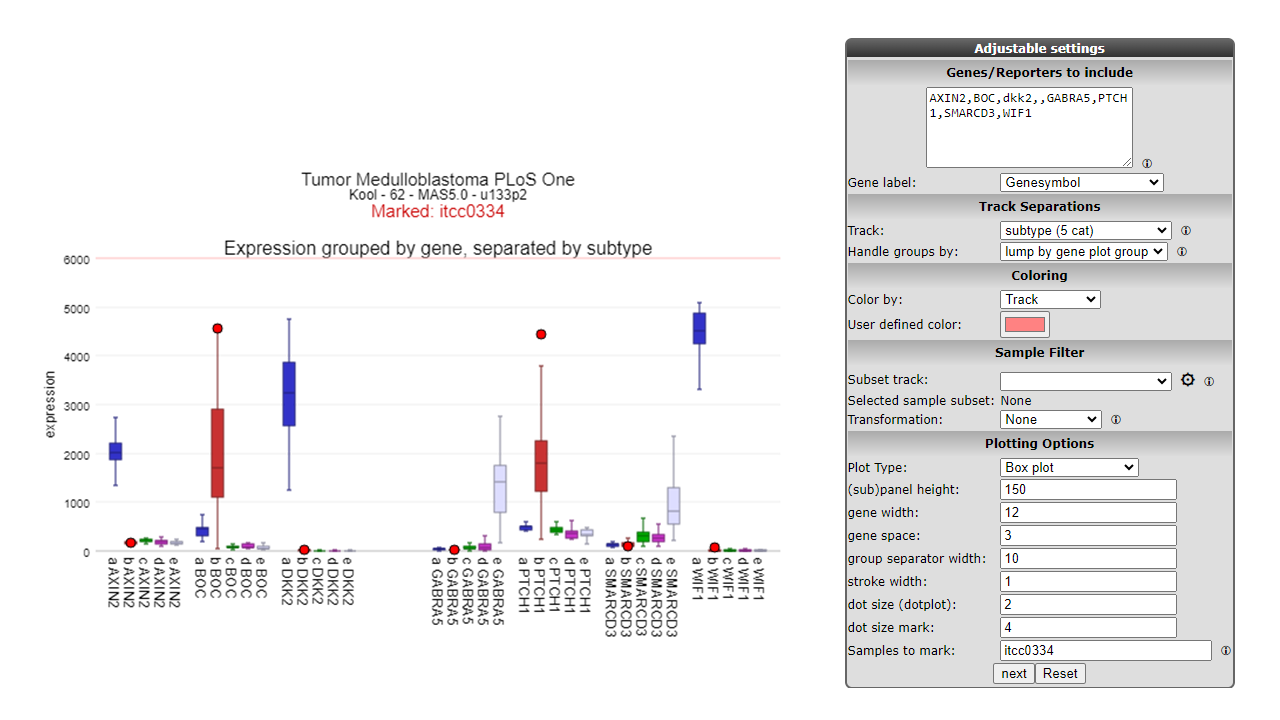 Tumor Medulloblastoma PLoS One
Kool - 62 - MAS5.0 - u133p2
Marked: itcc0334
Expression grouped by gene, separated by subtype
6000
5000
4000
3000
2000
1000
0
expression
a AXIN2
b AXIN2
c AXIN2
d AXIN2
e AXIN2
a BOC
b BOC
c BOC
d BOC
e BOC
a DKK2
b DKK2
c DKK2
d DKK2
e DKK2
a GABRA5
b GABRA5
c GABRA5
d GABRA5
e GABRA5
a PTCH1
b PTCH1
c PTCH1
d PTCH1
e PTCH1
a SMARCD3
b SMARCD3
c SMARCD3
d SMARCD3
e SMARCD3
a WIF1
b WIF1
c WIF1
d WIF1
e WIF1
Adjustable settings
Genes/Reporters to include
AXIN2,BOC,dkk2,,GABRA5,PTCH
1,SMARCD3,WIF1
Gene label: Genesymbol
Track Separations
Track: subtype (5 cat)
Handle groups by: lump by gene plot group
Coloring
Color by: Track
User defined color:
Sample Filter
Subset track:
Selected sample subset: None
Transformation: None
Plotting Options
Plot Type: Box plot
(sub)panel height: 150
gene width: 12
gene space: 3
group separator width: 10
stroke width: 1
dot size (dotplot): 2
dot size mark: 4
Samples to mark: itcc0334
next Reset